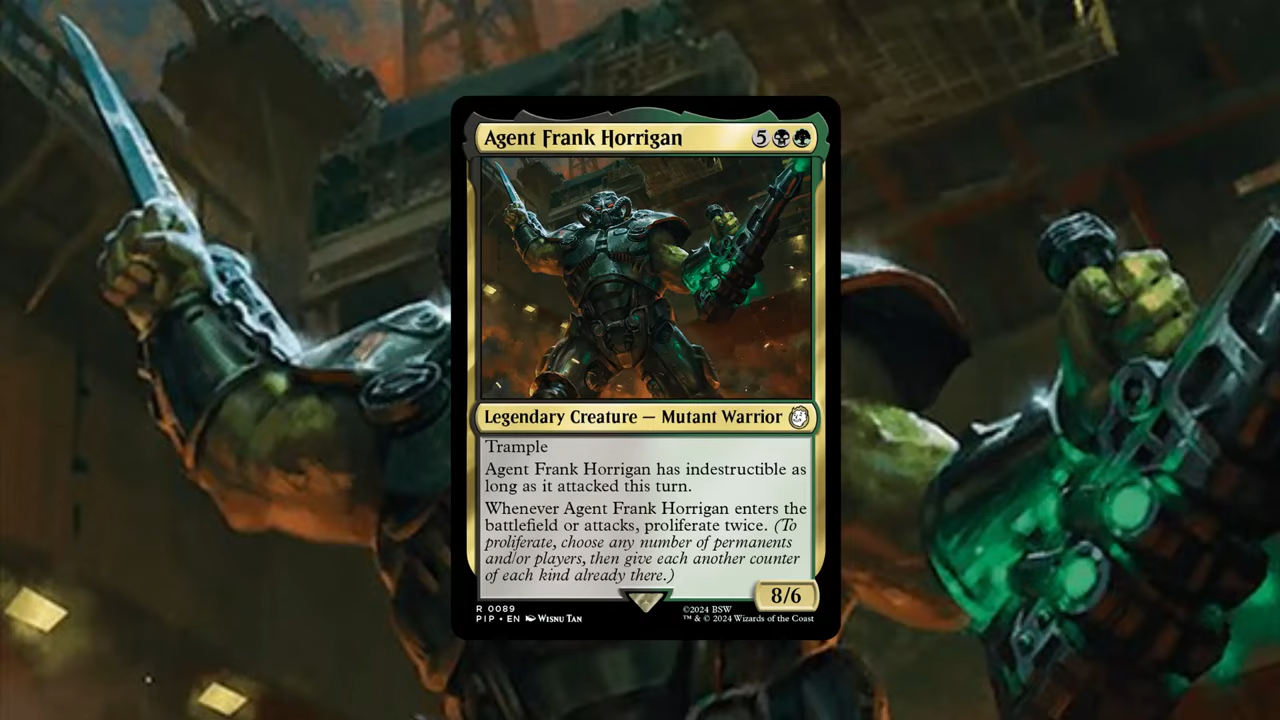 Agent Frank Horrigan 5
Legendary Creature — Mutant Warrior
Trample
Agent Frank Horrigan has indestructible as
long as it attacked this turn.
Whenever Agent Frank Horrigan enters the
battlefield or attacks, proliferate twice. (To
proliferate, choose any number of permanents
and/or players, then give each another counter
of each kind already there.)
8/6
R 0089
PIP • EN Wisnu Tan
©2024 BSW
™ & © 2024 Wizards of the Coast